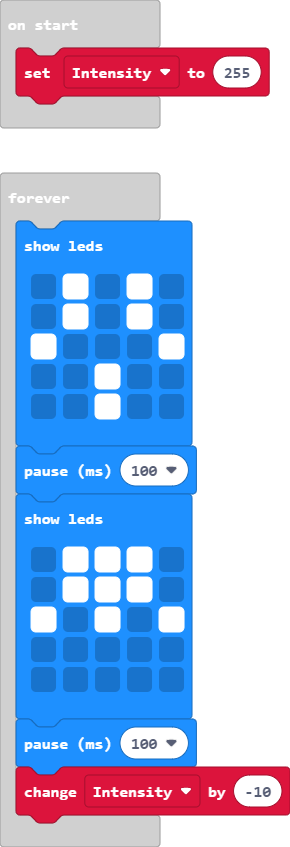 on start
set Intensity to 255
forever
show leds
pause (ms) 100
show leds
pause (ms) 100
change Intensity by -10